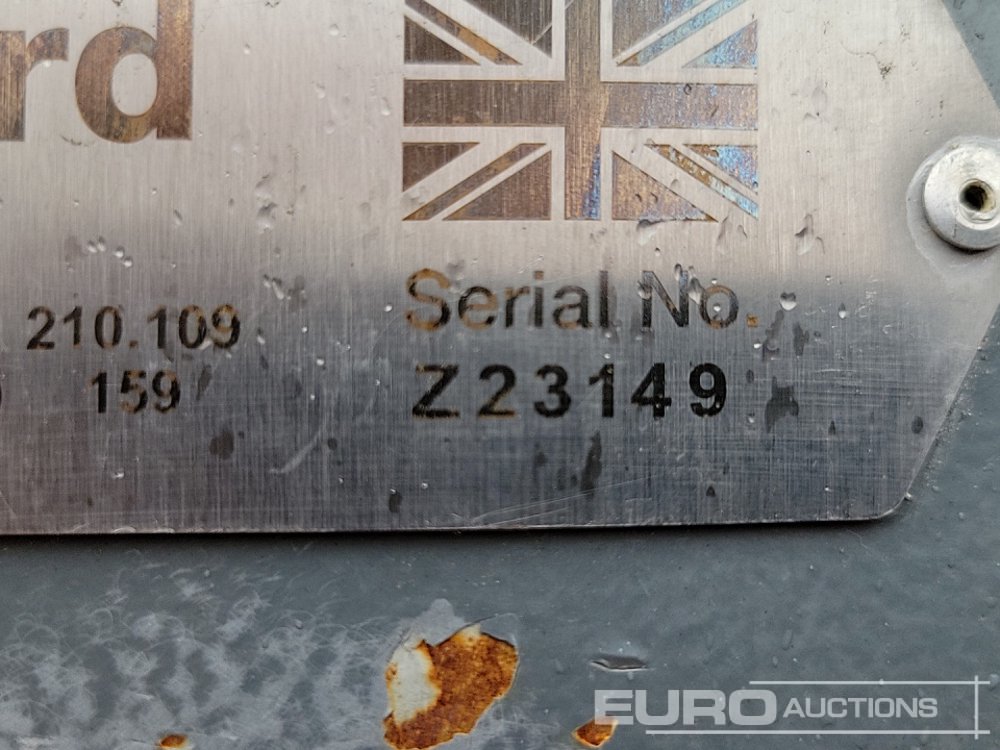 rd
Serial No.
210.109
Z23149
159
EURO AUCTIONS